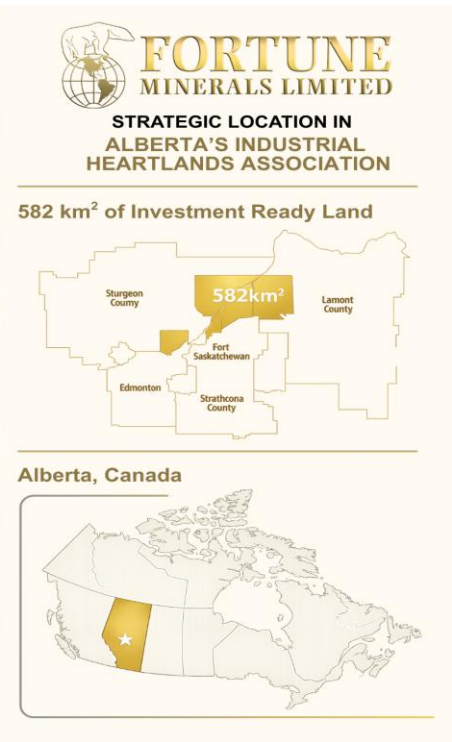 FORTUNE
MINERALS LIMITED
STRATEGIC LOCATION IN
ALBERTA'S INDUSTRIAL
HEARTLANDS ASSOCIATION
582 km² of Investment Ready Land
Sturgeon
Coumy
582km²
Lamont
County
Fort
Saskatchewan
Edmonton
Strathcona
County
Alberta, Canada